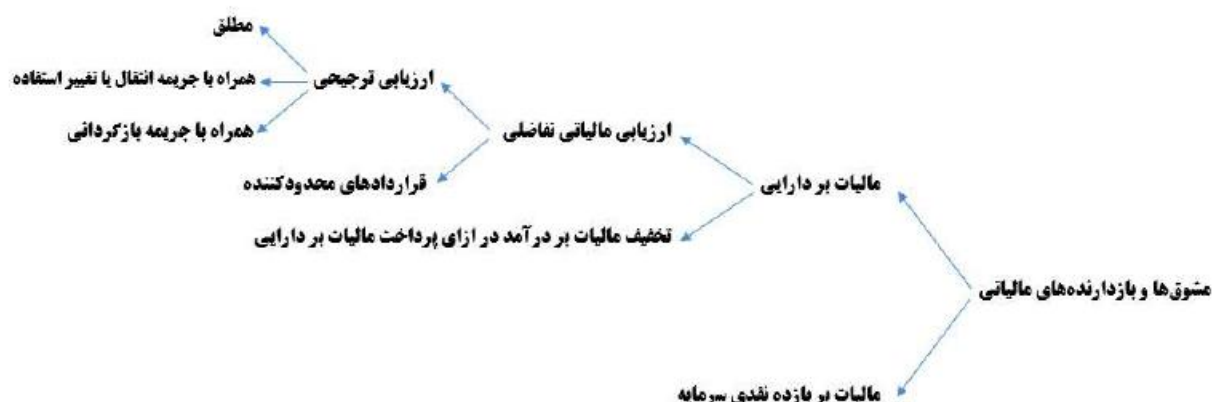 مطلق
همراه با جریمه انتقال یا تغییر استفاده
ارزیابی ترجیحی
همراه با جریمه بازگردانی
ارزیابی مالیاتی تفاضلی
قراردادهای محدودکننده
مالیات بر دارایی
تخفیف مالیات بر درآمد در ازای پرداخت مالیات بر دارایی
مشوق‌ها و بازدارنده‌های مالیاتی
مالیات بر بازده نقدی سرمایه